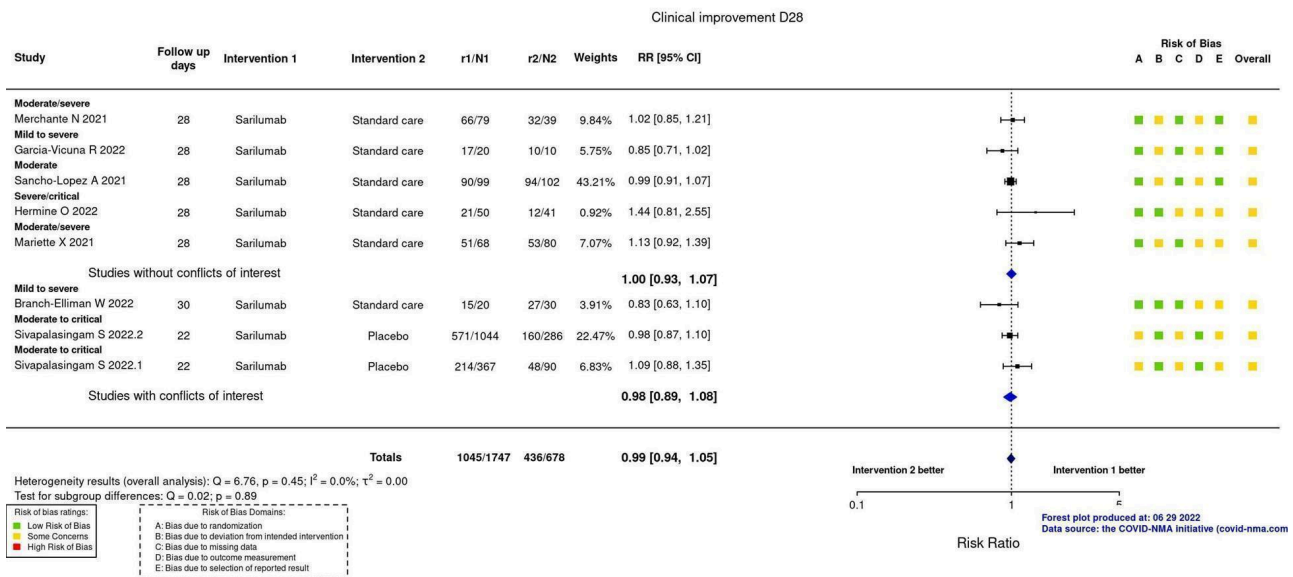 Clinical improvement D28
Risk of Bias
Study Follow up days Intervention 1 Intervention 2 r1/N1 r2/N2 Weights RR [95% CI] A B C D E Overall
Moderate/severe
Merchante N 2021 28 Sarilumab Standard care 66/79 32/39 9.84% 1.02 [0.85, 1.21]
Mild to severe
Garcia-Vicuna R 2022 28 Sarilumab Standard care 17/20 10/10 5.75% 0.85 [0.71, 1.02]
Moderate
Sancho-Lopez A 2021 28 Sarilumab Standard care 90/99 94/102 43.21% 0.99 [0.91, 1.07]
Severe/critical
Hermine O 2022 28 Sarilumab Standard care 21/50 12/41 0.92% 1.44 [0.81, 2.55]
Moderate/severe
Mariette X 2021 28 Sarilumab Standard care 51/68 53/80 7.07% 1.13 [0.92, 1.39]
Studies without conflicts of interest 1.00 [0.93, 1.07]
Mild to severe
Branch-Elliman W 2022 30 Sarilumab Standard care 15/20 27/30 3.91% 0.83 [0.63, 1.10]
Moderate to critical
Sivapalasingam S 2022.2 22 Sarilumab Placebo 571/1044 160/286 22.47% 0.98 [0.87, 1.10]
Moderate to critical
Sivapalasingam S 2022.1 22 Sarilumab Placebo 214/367 48/90 6.83% 1.09 [0.88, 1.35]
Studies with conflicts of interest 0.98 [0.89, 1.08]
Totals 1045/1747 436/678 0.99 [0.94, 1.05]
Intervention 2 better Intervention 1 better
Heterogeneity results (overall analysis): Q = 6.76, p = 0.45; I² = 0.0%; τ² = 0.00
Test for subgroup differences: Q = 0.02; p = 0.89
0.1 1 5
Risk of bias ratings:
Low Risk of Bias
Some Concerns
High Risk of Bias
Risk of Bias Domains:
A: Bias due to randomization
B: Bias due to deviation from intended intervention
C: Bias due to missing data
D: Bias due to outcome measurement
E: Bias due to selection of reported result
Forest plot produced at: 06 29 2022
Data source: the COVID-NMA initiative (covid-nma.com
Risk Ratio